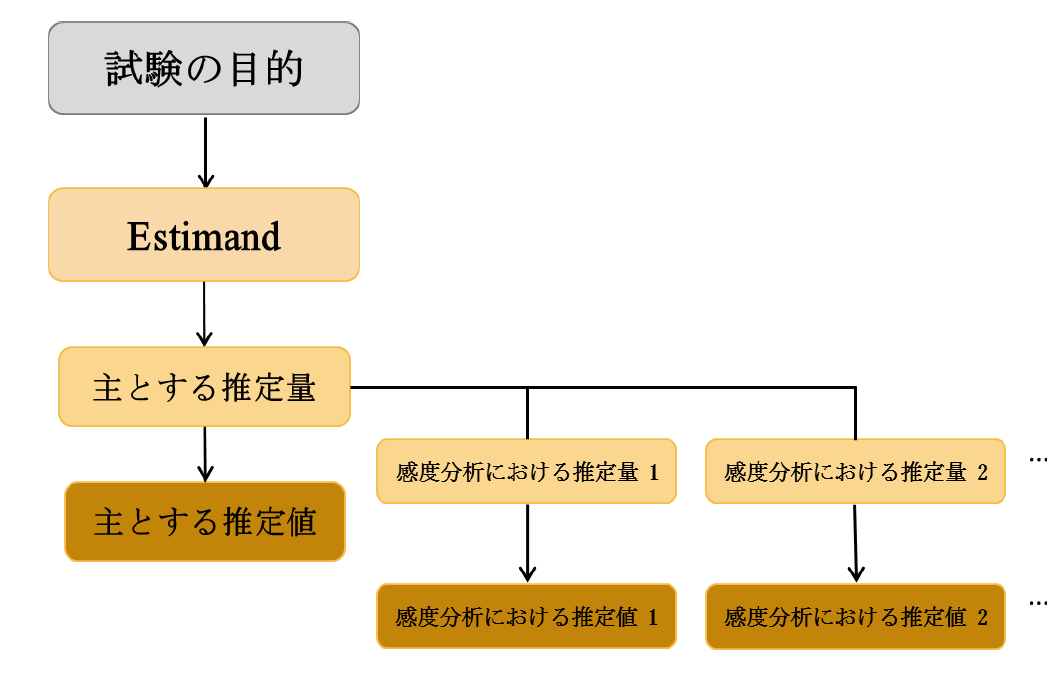 試験の目的
Estimand
主とする推定量
感度分析における推定量 1
感度分析における推定量 2
…
主とする推定値
感度分析における推定値 1
感度分析における推定値 2
…